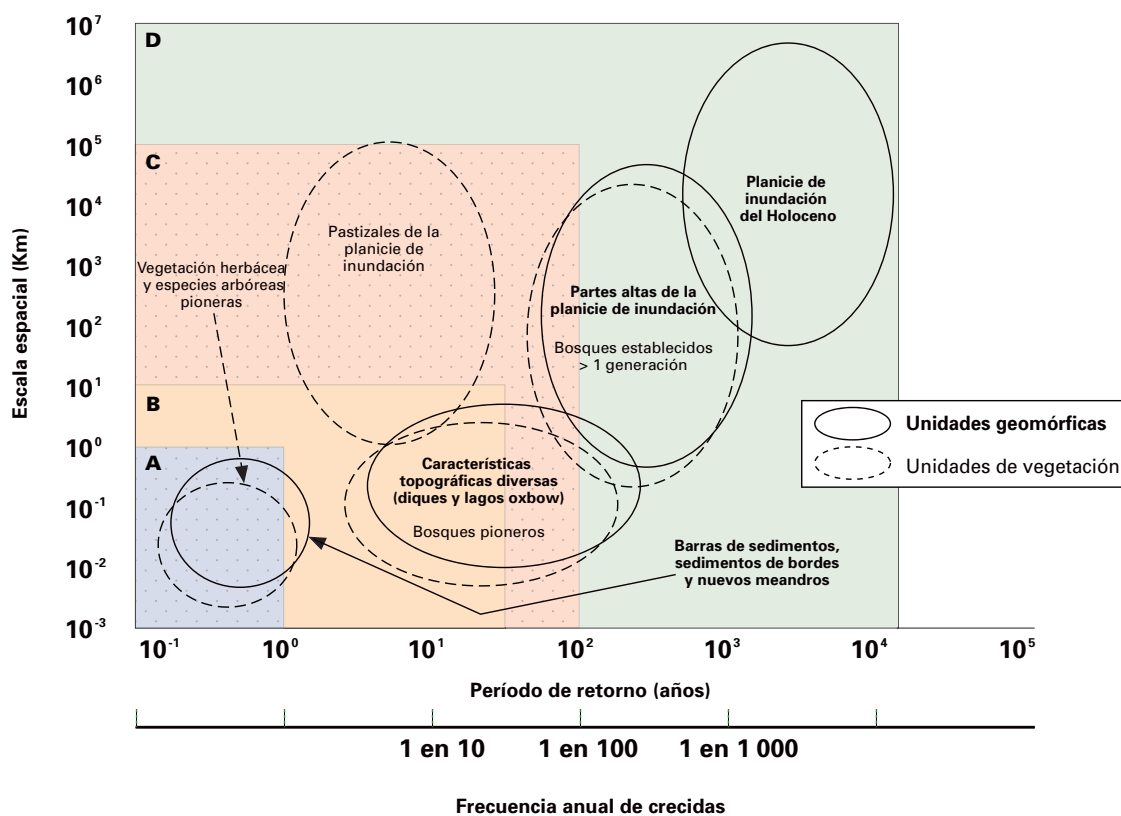 10⁷
10⁶
10⁵
10⁴
10³
10²
10¹
10⁰
10⁻¹
10⁻²
10⁻³
Escala espacial (Km)
D
C
B
A
Planicie de
inundación
del Holoceno
Pastizales de la
planicie de
inundación
Vegetación herbácea
y especies arbóreas
pioneras
Partes altas de la
planicie de inundación
Bosques establecidos
> 1 generación
Características
topográficas diversas
(diques y lagos oxbow)
Bosques pioneros
Barras de sedimentos,
sedimentos de bordes
y nuevos meandros
Unidades geomórficas
Unidades de vegetación
10⁻¹ 10⁰ 10¹ 10² 10³ 10⁴ 10⁵
Período de retorno (años)
1 en 10 1 en 100 1 en 1 000
Frecuencia anual de crecidas